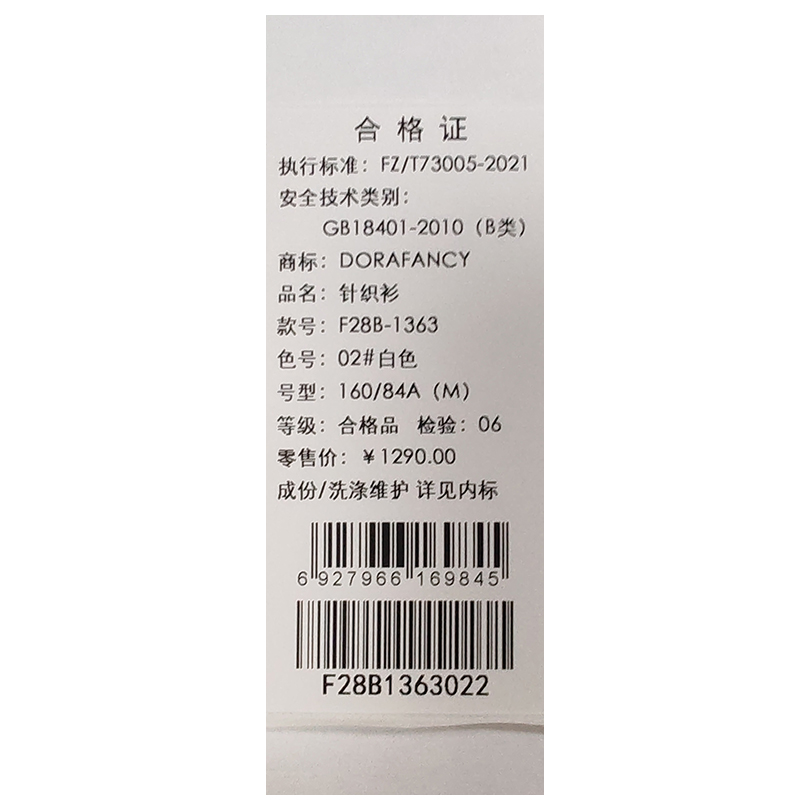 合格证
执行标准：FZ/T73005-2021
安全技术类别：
GB18401-2010（B类）
商标：DORAFANCY
品名：针织衫
款号：F28B-1363
色号：02#白色
号型：160/84A（M）
等级：合格品 检验：06
零售价：￥1290.00
成份/洗涤维护 详见内标
6 927966 169845
F28B1363022